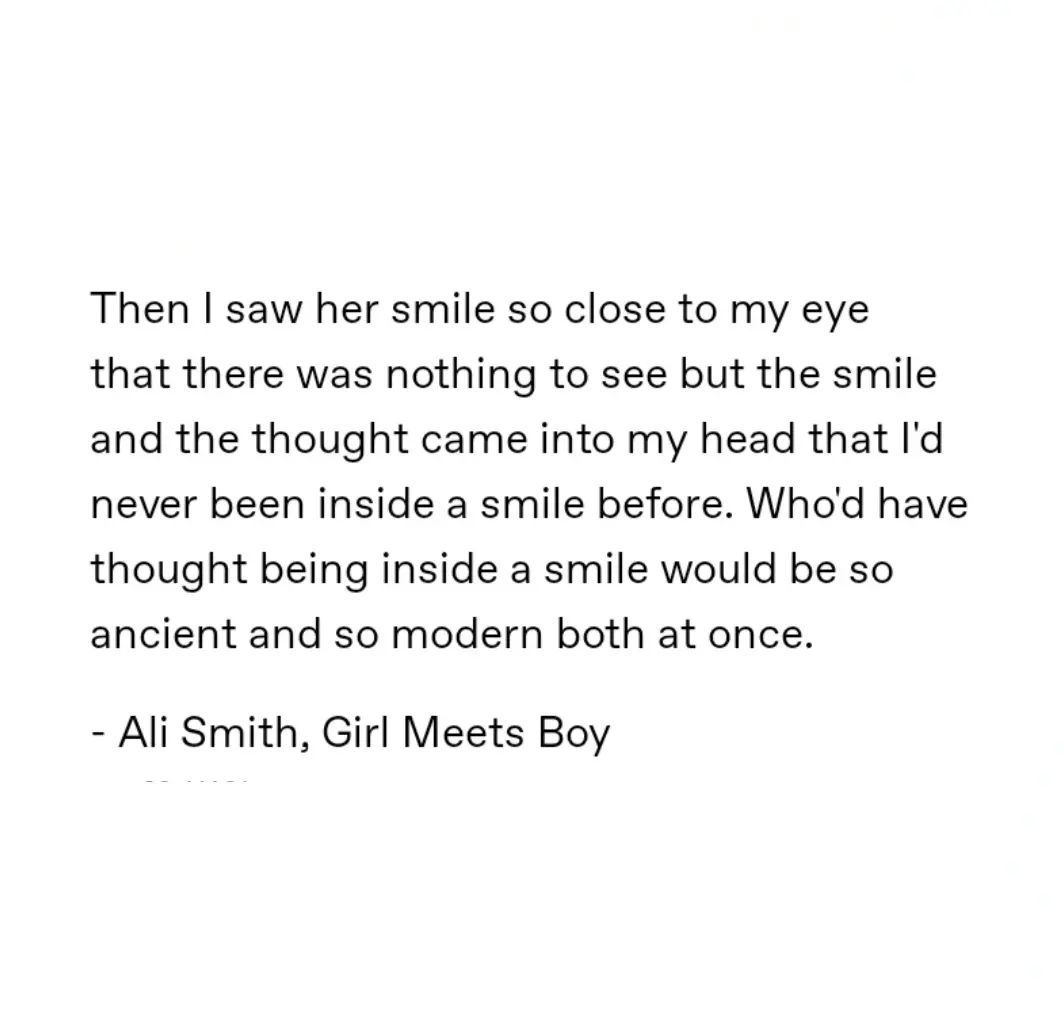 Then I saw her smile so close to my eye
that there was nothing to see but the smile
and the thought came into my head that I'd
never been inside a smile before. Who'd have
thought being inside a smile would be so
ancient and so modern both at once.
- Ali Smith, Girl Meets Boy